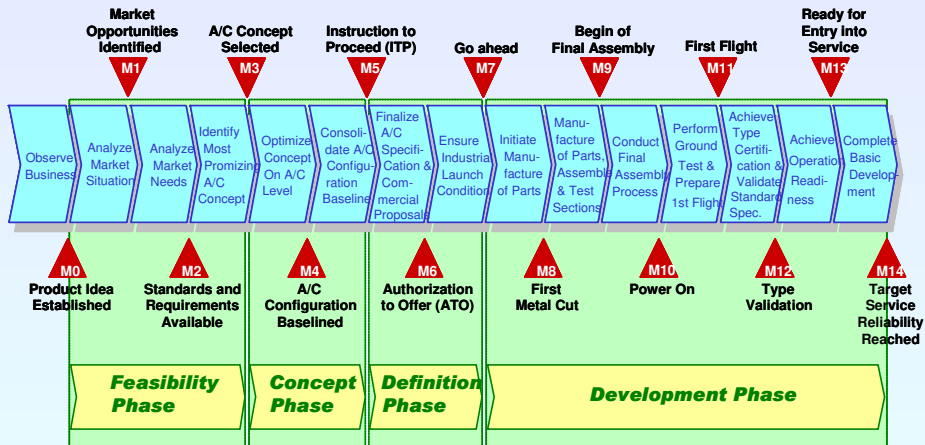 Market
Opportunities
Identified
M1
A/C Concept
Selected
M3
Instruction to
Proceed (ITP)
M5
Go ahead
M7
Begin of
Final Assembly
M9
First Flight
M11
Ready for
Entry into
Service
M13
Observe
Business
Analyze
Market
Situation
Analyze
Market
Needs
Identify
Most
Promizing
A/C
Concept
Optimize
Concept
On A/C
Level
Consoli-
date A/C
Configu-
ration
Baseline
Finalize
A/C
Specifi-
cation &
Com-
mercial
Proposals
Ensure
Industrial
Launch
Condition
Initiate
Manu-
facture
of Parts
Manu-
facture
of Parts,
Assemble
& Test
Sections
Conduct
Final
Assembly
Process
Perform
Ground
Test &
Prepare
1st Flight
Achieve
Type
Certifi-
cation &
Validate
Standard
Spec.
Achieve
Operation
Readi-
ness
Complete
Basic
Develop-
ment
M0
Product Idea
Established
M2
Standards and
Requirements
Available
M4
A/C
Configuration
Baselined
M6
Authorization
to Offer (ATO)
M8
First
Metal Cut
M10
Power On
M12
Type
Validation
M14
Target
Service
Reliability
Reached
Feasibility
Phase
Concept
Phase
Definition
Phase
Development Phase